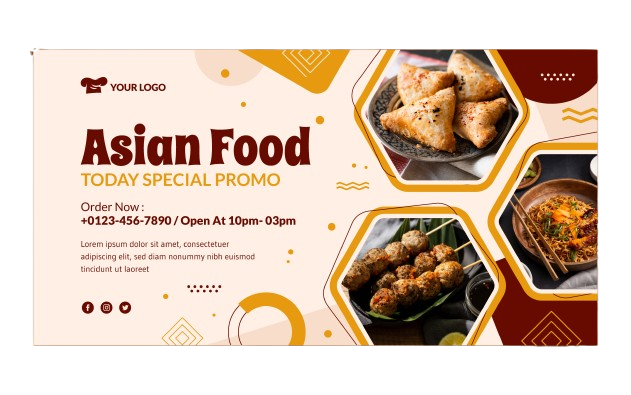 YOUR LOGO
Asian Food
TODAY SPECIAL PROMO
Order Now :
+0123-456-7890 / Open At 10pm- 03pm
Lorem ipsum dolor sit amet, consectetuer
adipiscing elit, sed diam nonummy nibh euismod
tincidunt ut laoreet